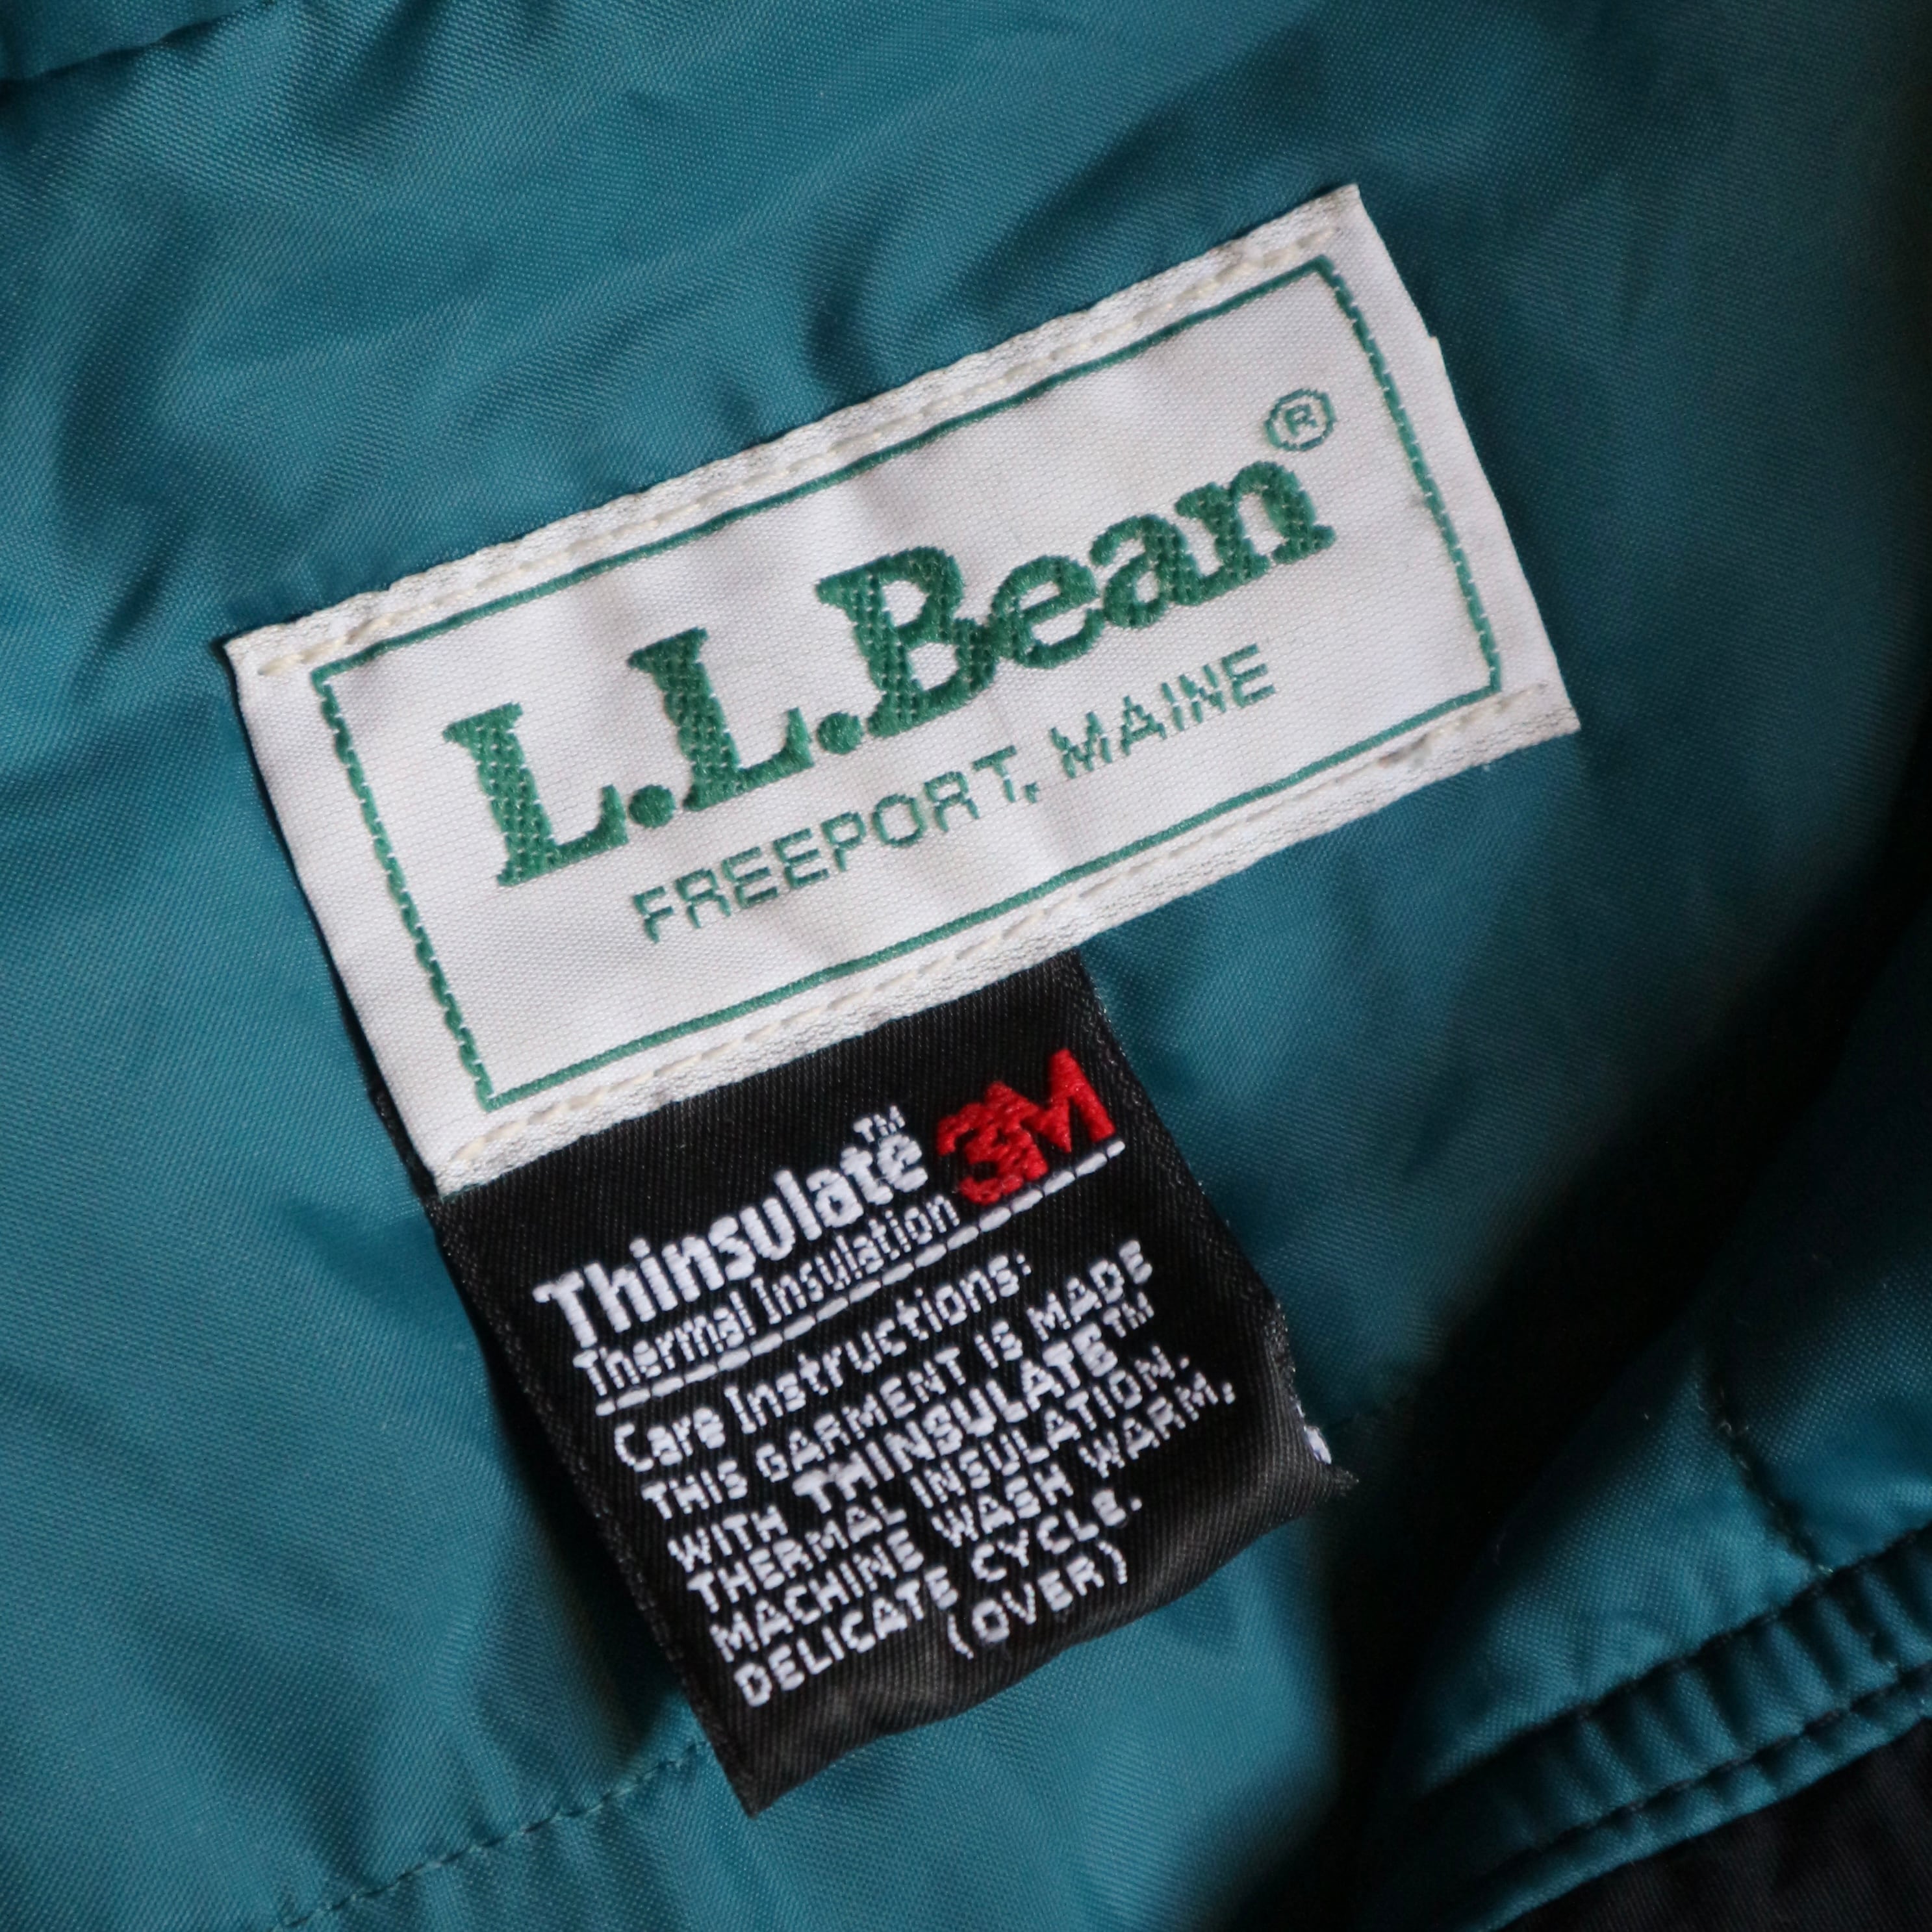 L.L.Bean®
FREEPORT, MAINE
Thinsulate™ 3M
Thermal Insulation
Care Instructions:
THIS GARMENT IS MADE
WITH THINSULATE™
THERMAL INSULATION.
MACHINE WASH WARM,
DELICATE CYCLE.
(OVER)